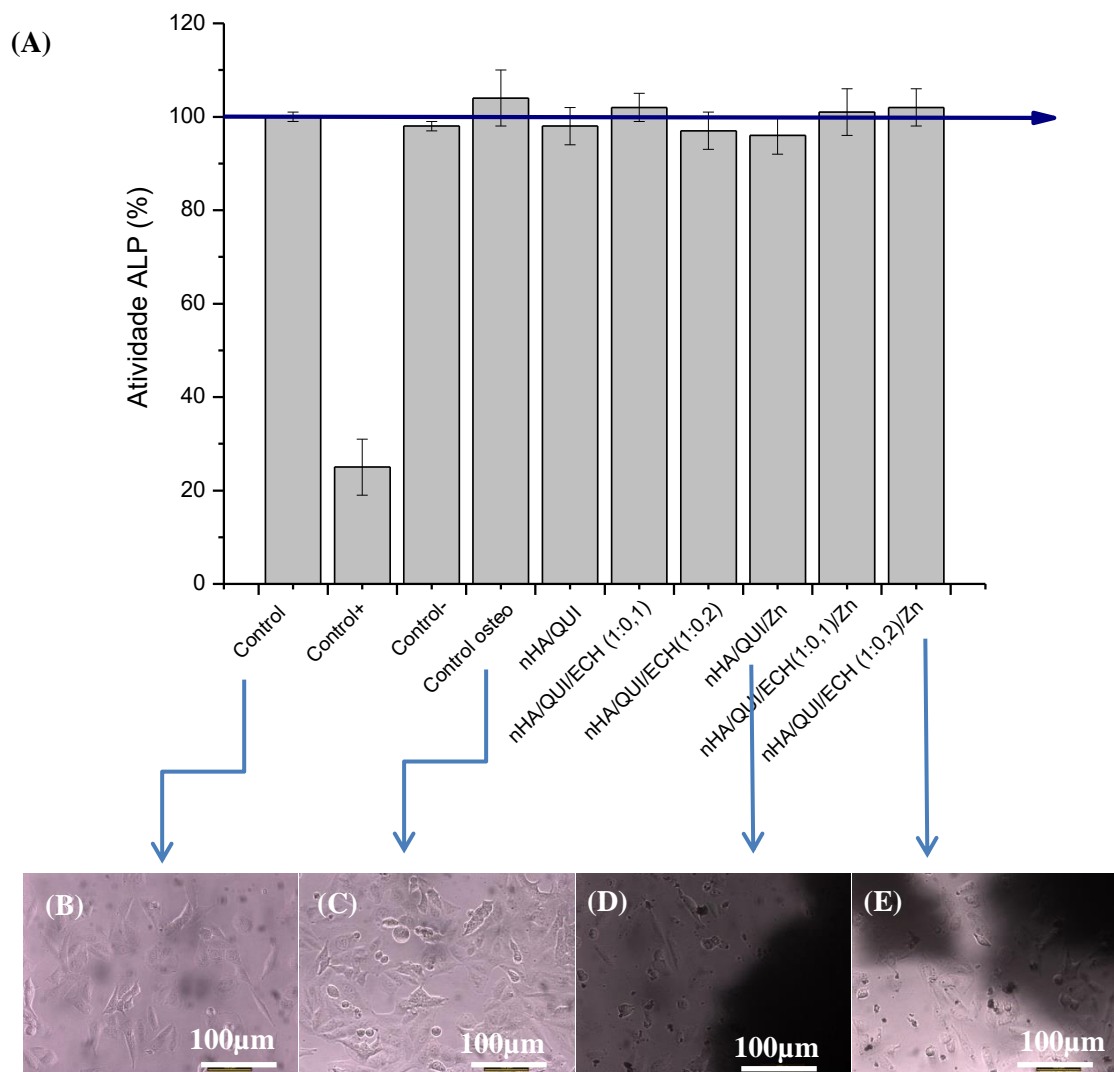 (A)
120
100
80
60
40
20
0
Atividade ALP (%)
Control
Control+
Control-
Control osteo
nHA/QUI
nHA/QUI/ECH (1:0,1)
nHA/QUI/ECH(1:0,2)
nHA/QUI/Zn
nHA/QUI/ECH(1:0,1)/Zn
nHA/QUI/ECH (1:0,2)/Zn
(B)
100µm
(C)
100µm
(D)
100µm
(E)
100µm